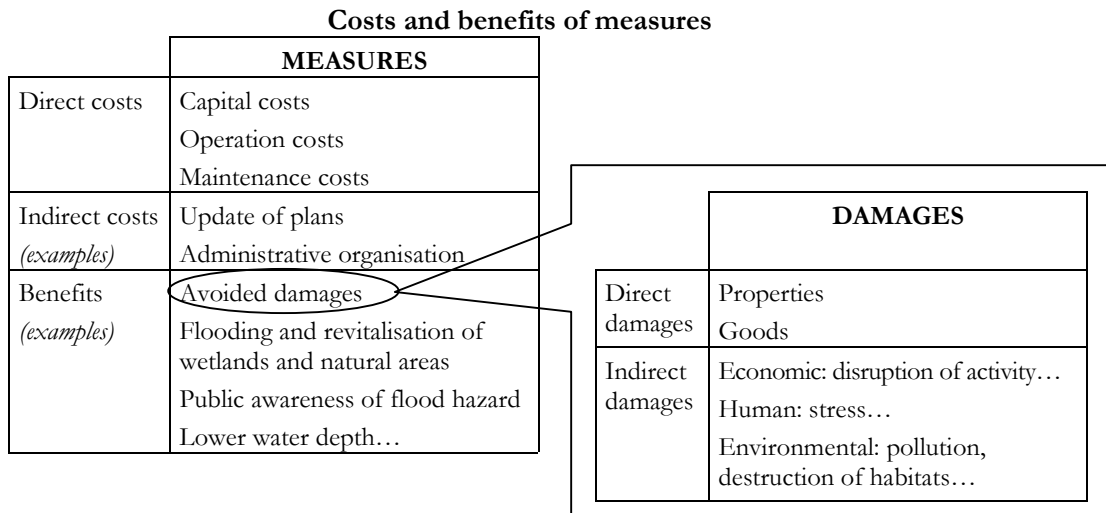 Costs and benefits of measures
MEASURES
Direct costs
Capital costs
Operation costs
Maintenance costs
Indirect costs
(examples)
Update of plans
Administrative organisation
Benefits
(examples)
Avoided damages
Flooding and revitalisation of
wetlands and natural areas
Public awareness of flood hazard
Lower water depth…
DAMAGES
Direct
damages
Properties
Goods
Indirect
damages
Economic: disruption of activity…
Human: stress…
Environmental: pollution,
destruction of habitats…